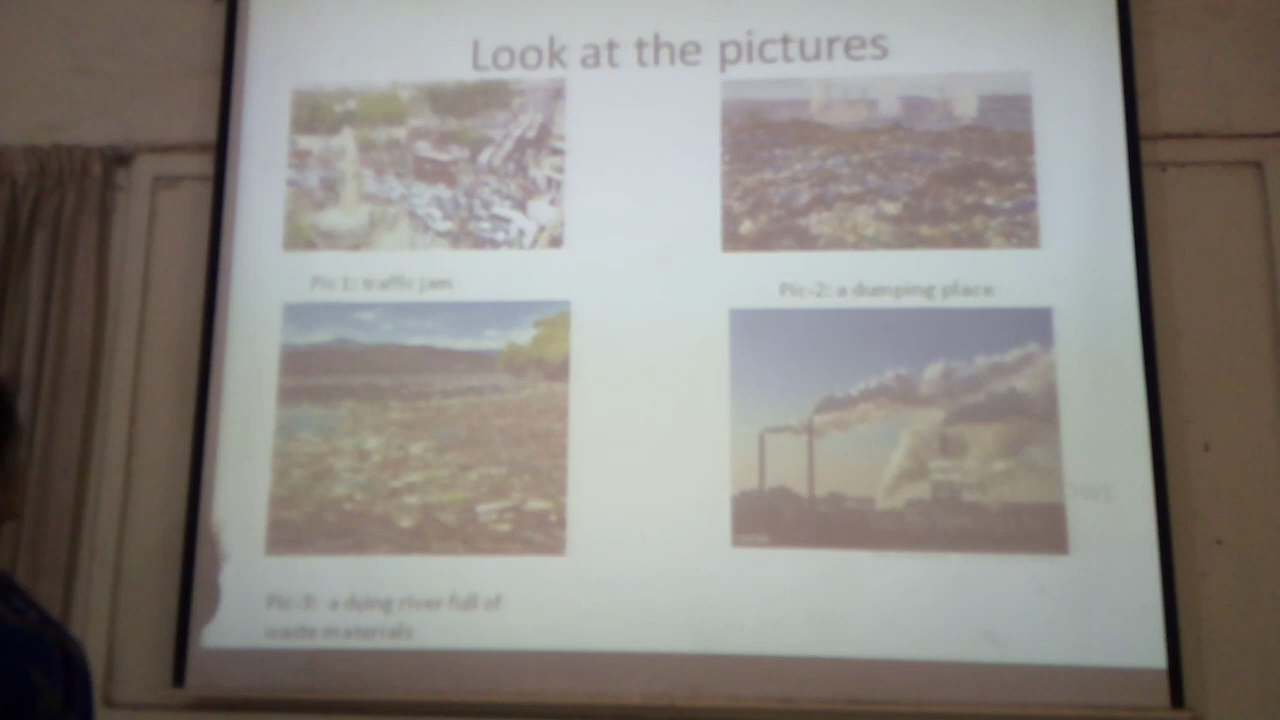 Look at the pictures
Pic 1: traffic jam
Pic-2: a dumping place
Pic-3: a dying river full of
waste materials